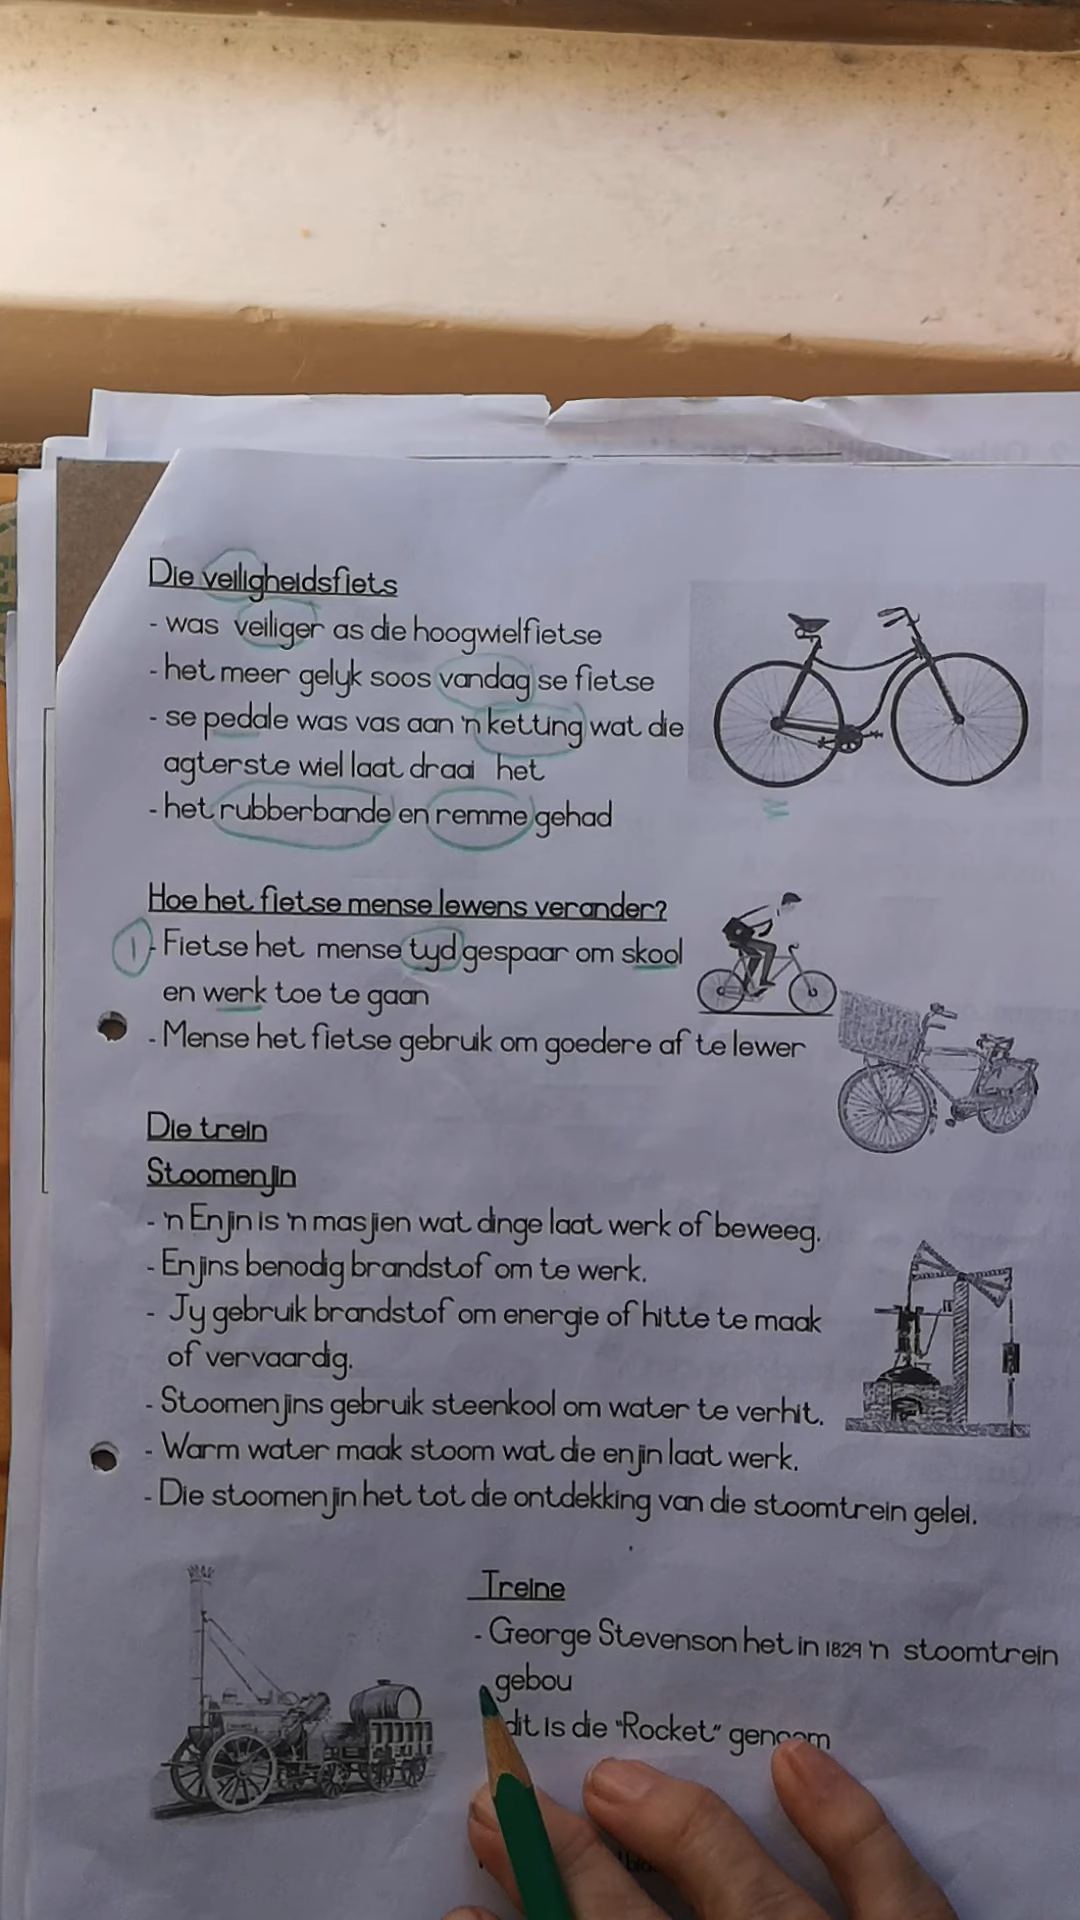 Die veiligheidsfiets
- was veiliger as die hoogwielfietse
- het meer gelyk soos vandag se fietse
- se pedale was vas aan 'n ketting wat die
agterste wiel laat draai het
- het rubberbande en remme gehad
Hoe het fietse mense lewens verander?
1 - Fietse het mense tyd gespaar om skool
en werk toe te gaan
- Mense het fietse gebruik om goedere af te lewer
Die trein
Stoomenjin
- 'n Enjin is 'n masjien wat dinge laat werk of beweeg.
- Enjins benodig brandstof om te werk.
- Jy gebruik brandstof om energie of hitte te maak
of vervaardig.
- Stoomenjins gebruik steenkool om water te verhit.
- Warm water maak stoom wat die enjin laat werk.
- Die stoomenjin het tot die ontdekking van die stoomtrein gelei.
Treine
- George Stevenson het in 1829 'n stoomtrein
gebou
dit is die "Rocket" genoem